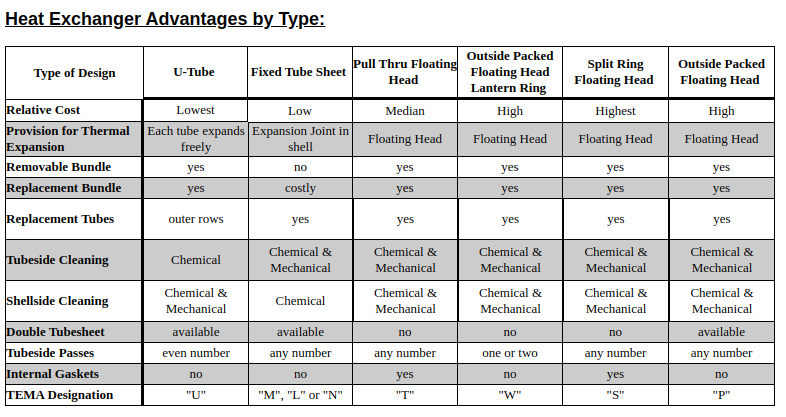 Heat Exchanger Advantages by Type:
Type of Design U-Tube Fixed Tube Sheet Pull Thru Floating Head Outside Packed Floating Head Lantern Ring Split Ring Floating Head Outside Packed Floating Head
Relative Cost Lowest Low Median High Highest High
Provision for Thermal Expansion Each tube expands freely Expansion Joint in shell Floating Head Floating Head Floating Head Floating Head
Removable Bundle yes no yes yes yes yes
Replacement Bundle yes costly yes yes yes yes
Replacement Tubes outer rows yes yes yes yes yes
Tubeside Cleaning Chemical Chemical & Mechanical Chemical & Mechanical Chemical & Mechanical Chemical & Mechanical Chemical & Mechanical
Shellside Cleaning Chemical & Mechanical Chemical Chemical & Mechanical Chemical & Mechanical Chemical & Mechanical Chemical & Mechanical
Double Tubesheet available available no no no available
Tubeside Passes even number any number any number one or two any number any number
Internal Gaskets no no yes no yes no
TEMA Designation "U" "M", "L" or "N" "T" "W" "S" "P"